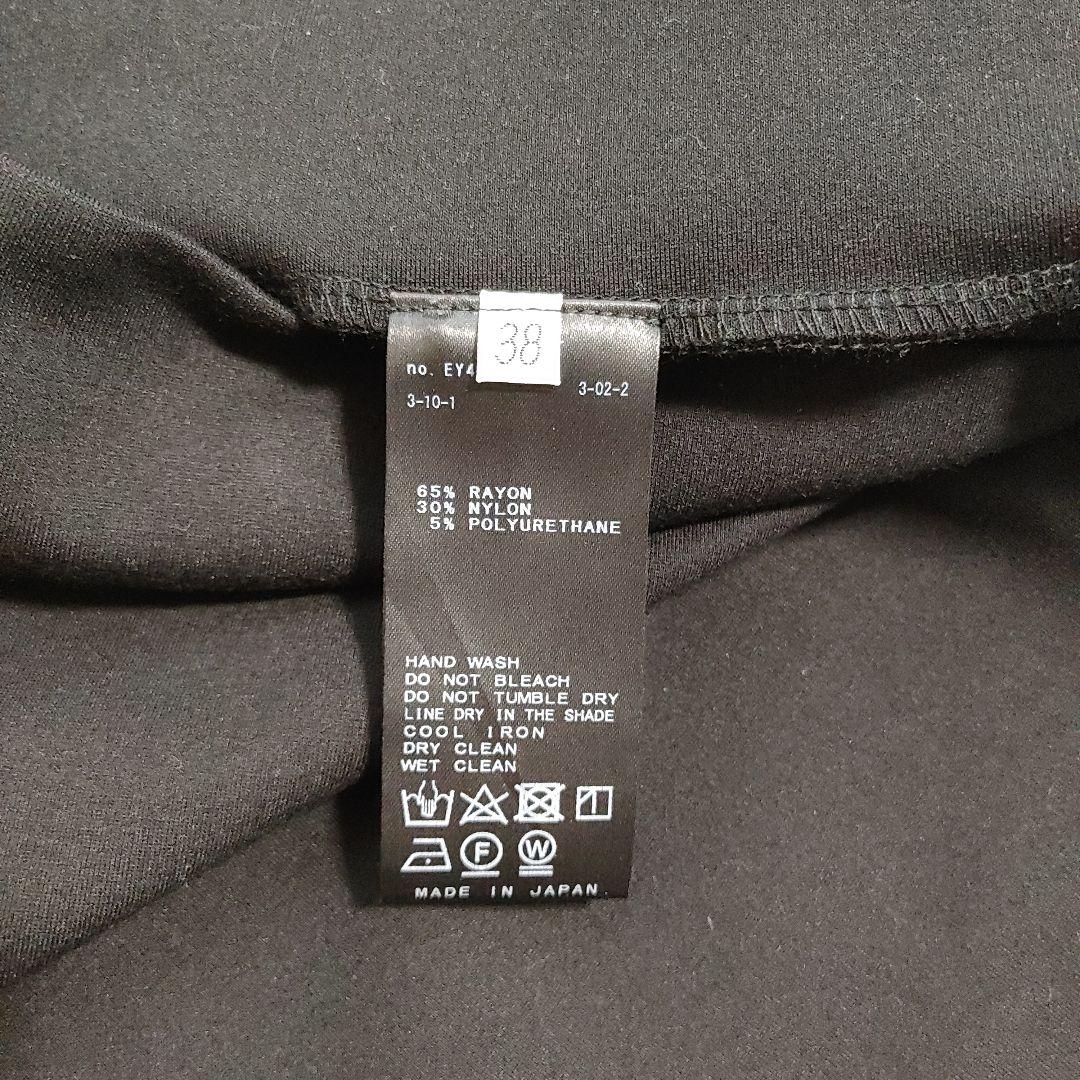 38
no. EY4
3-02-2
3-10-1
65% RAYON
30% NYLON
5% POLYURETHANE
HAND WASH
DO NOT BLEACH
DO NOT TUMBLE DRY
LINE DRY IN THE SHADE
COOL IRON
DRY CLEAN
WET CLEAN
F W
MADE IN JAPAN.